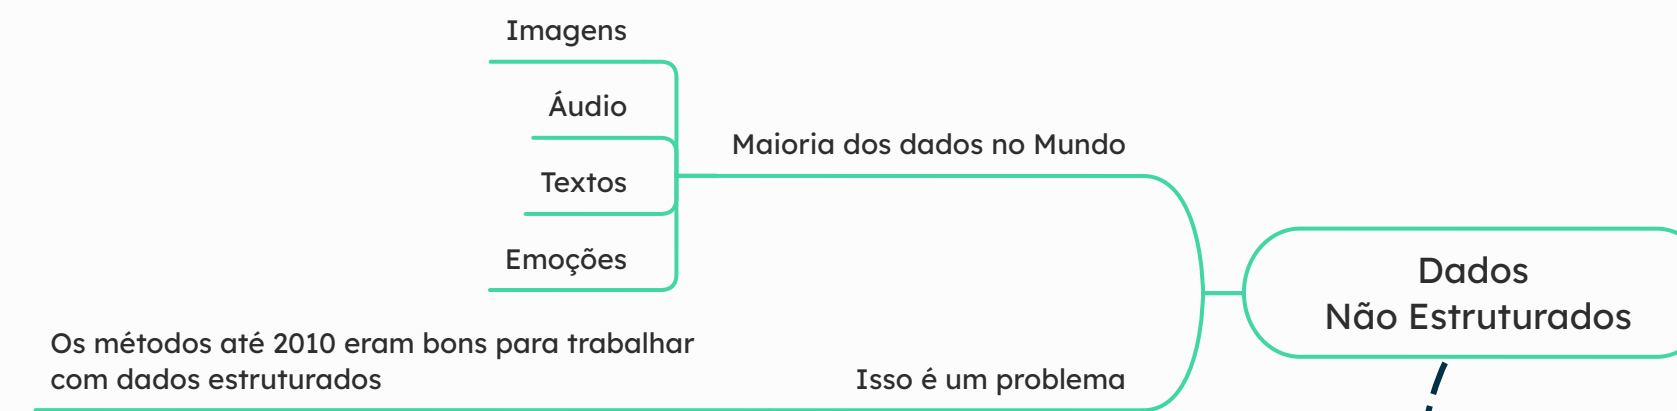 Imagens
Áudio
Maioria dos dados no Mundo
Textos
Emoções
Dados
Não Estruturados
Os métodos até 2010 eram bons para trabalhar
com dados estruturados
Isso é um problema